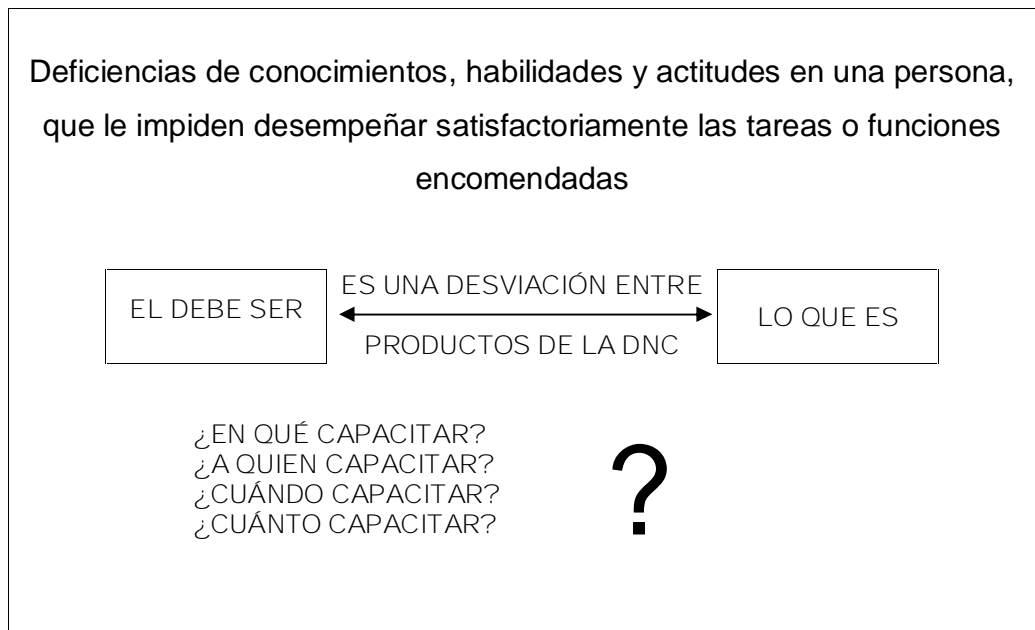 Deficiencias de conocimientos, habilidades y actitudes en una persona,
que le impiden desempeñar satisfactoriamente las tareas o funciones
encomendadas
EL DEBE SER
ES UNA DESVIACIÓN ENTRE
PRODUCTOS DE LA DNC
LO QUE ES
¿EN QUÉ CAPACITAR?
¿A QUIEN CAPACITAR?
¿CUÁNDO CAPACITAR?
¿CUÁNTO CAPACITAR?
?